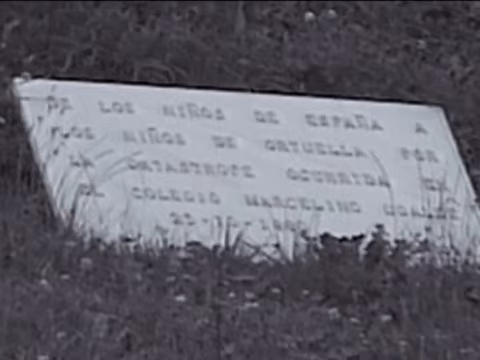 DE LOS NIÑOS DE ESPAÑA A
LOS NIÑOS DE ORTUELLA POR
LA CATASTROFE OCURRIDA EN
EL COLEGIO MARCELINO UGALDE